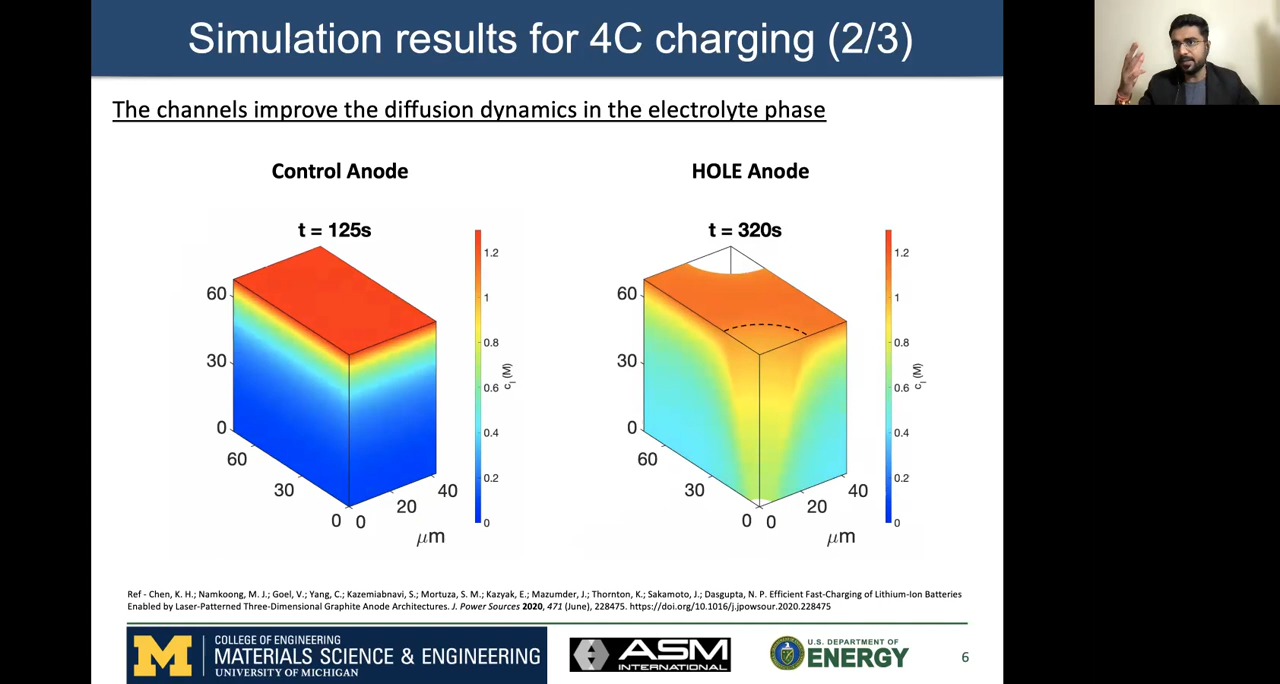 Simulation results for 4C charging (2/3)
The channels improve the diffusion dynamics in the electrolyte phase
Control Anode
HOLE Anode
t = 125s
60
30
0
60
30
0
0
20
40
μm
1.2
1
0.8
0.6
0.4
0.2
0
cl (M)
t = 320s
60
30
0
60
30
0
0
20
40
μm
1.2
1
0.8
0.6
0.4
0.2
0
cl (M)
Ref - Chen, K. H.; Namkoong, M. J.; Goel, V.; Yang, C.; Kazemiabnavi, S.; Mortuza, S. M.; Kazyak, E.; Mazumder, J.; Thornton, K.; Sakamoto, J.; Dasgupta, N. P. Efficient Fast-Charging of Lithium-Ion Batteries
Enabled by Laser-Patterned Three-Dimensional Graphite Anode Architectures. J. Power Sources 2020, 471 (June), 228475. https://doi.org/10.1016/j.jpowsour.2020.228475
M
COLLEGE OF ENGINEERING
MATERIALS SCIENCE & ENGINEERING
UNIVERSITY OF MICHIGAN
ASM
INTERNATIONAL
U.S. DEPARTMENT OF
ENERGY
6